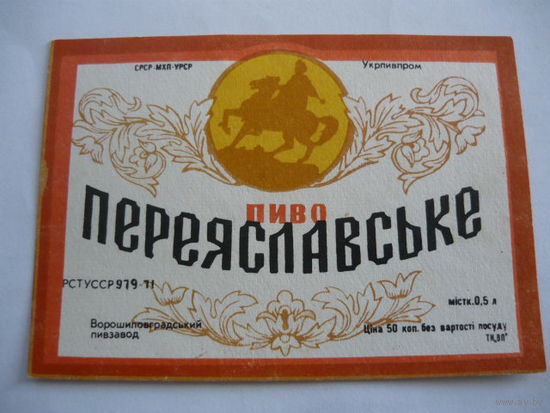 СРСР-МХП-УРСР
Укрпивпром
ПИВО
ПЕРЕЯСЛАВСЬКЕ
РСТУССР 979-71
містк. 0,5 л
Ворошиловградський
пивзавод
Ціна 50 коп. без вартості посуду